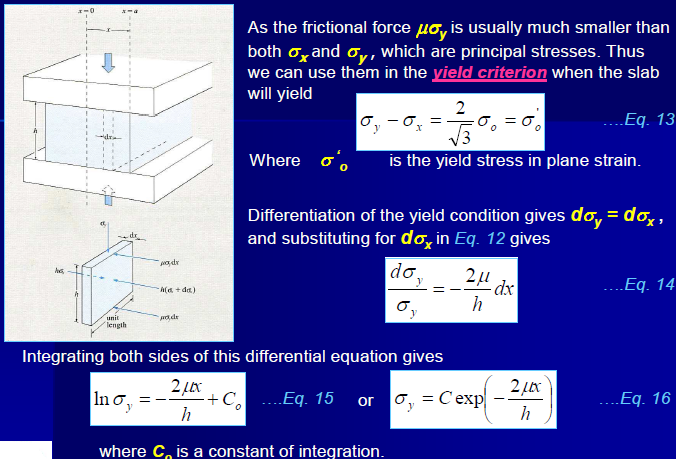 x=0 x=a
x
h
dx
σ
dx
μσydx
hσx
h(σx + dσx)
h
μσydx
unit
length
As the frictional force μσy is usually much smaller than
both σx and σy, which are principal stresses. Thus
we can use them in the yield criterion when the slab
will yield
σy − σx = 2/√3 σo = σ'o ....Eq. 13
Where σ'o is the yield stress in plane strain.
Differentiation of the yield condition gives dσy = dσx ,
and substituting for dσx in Eq. 12 gives
dσy/σy = − 2μ/h dx ....Eq. 14
Integrating both sides of this differential equation gives
ln σy = − 2μx/h + Co ....Eq. 15 or σy = C exp(− 2μx/h) ....Eq. 16
where Co is a constant of integration.